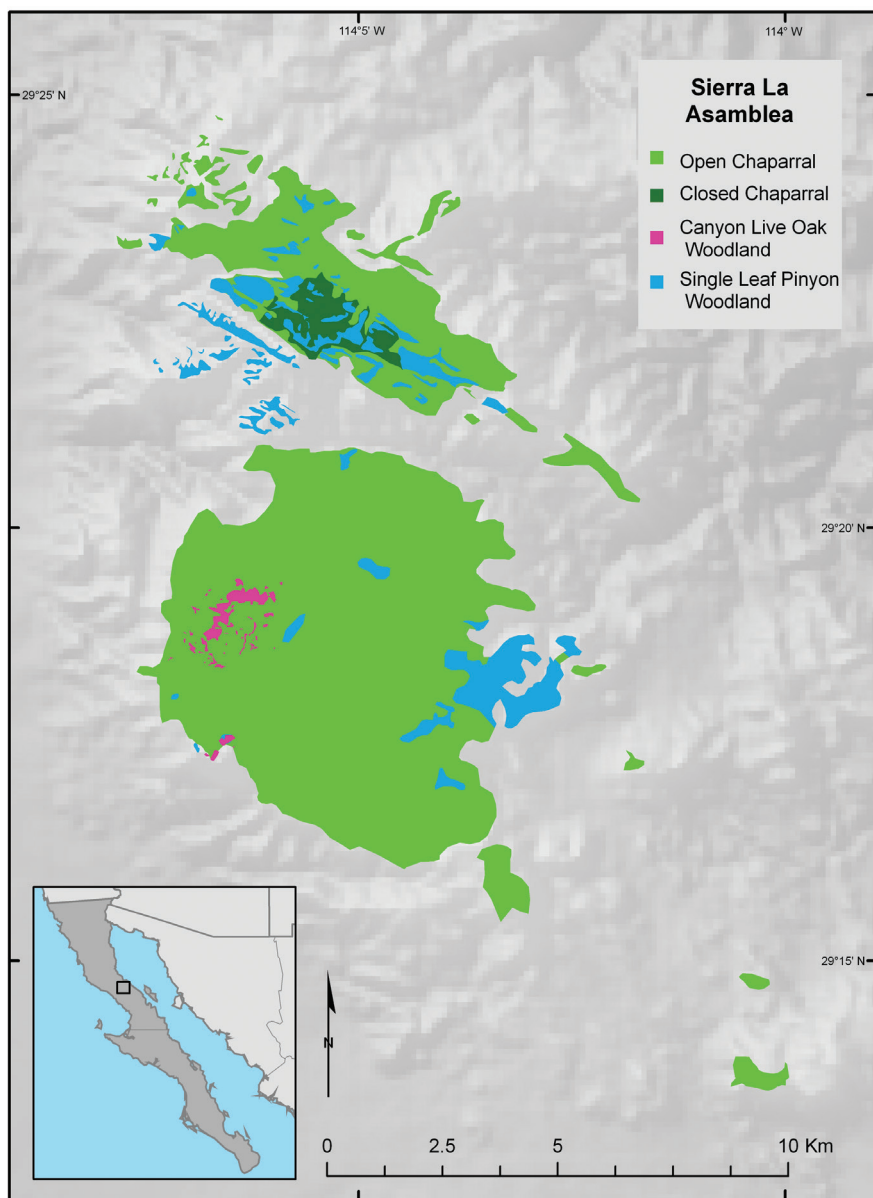 114°5' W
114° W
29°25' N
Sierra La
Asamblea
Open Chaparral
Closed Chaparral
Canyon Live Oak
Woodland
Single Leaf Pinyon
Woodland
29°20' N
29°15' N
N
0 2.5 5 10 Km